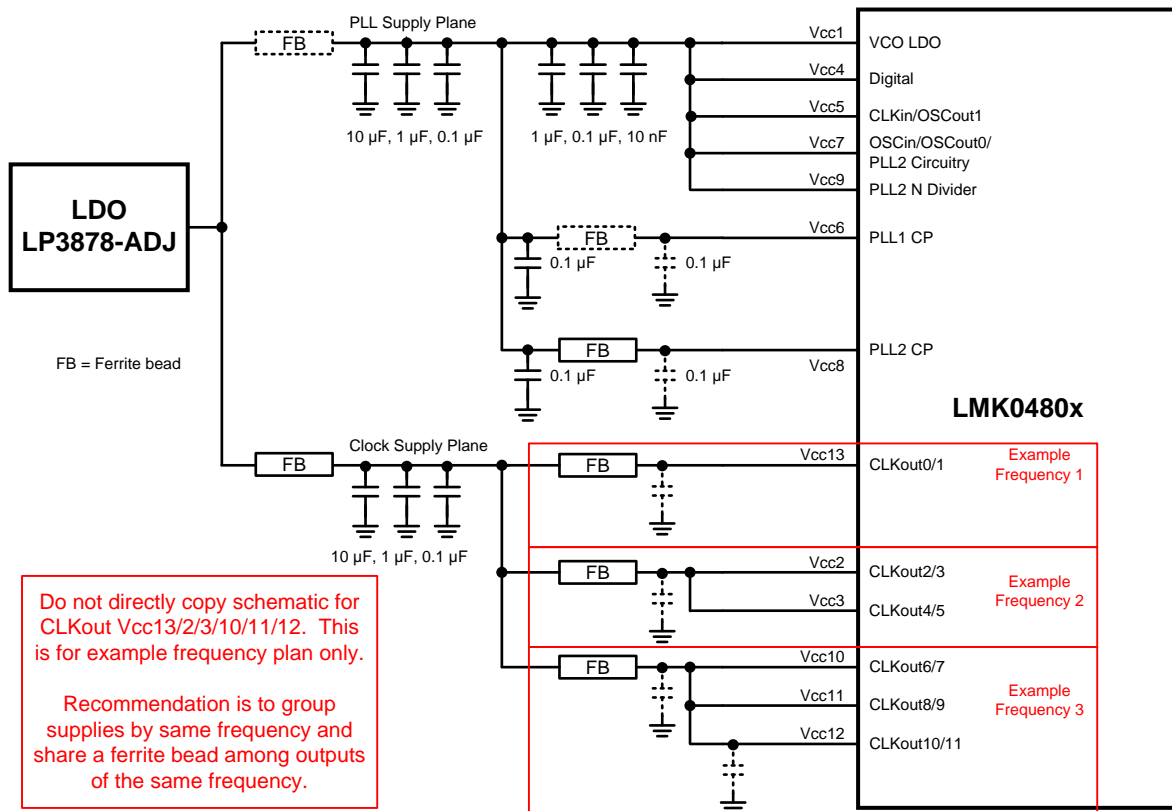 PLL Supply Plane
FB
10 µF, 1 µF, 0.1 µF
1 µF, 0.1 µF, 10 nF
Vcc1
VCO LDO
Vcc4
Digital
Vcc5
CLKin/OSCout1
Vcc7
OSCin/OSCout0/
PLL2 Circuitry
Vcc9
PLL2 N Divider
LDO
LP3878-ADJ
FB
0.1 µF
0.1 µF
Vcc6
PLL1 CP
FB = Ferrite bead
FB
0.1 µF
0.1 µF
Vcc8
PLL2 CP
LMK0480x
Clock Supply Plane
FB
10 µF, 1 µF, 0.1 µF
FB
Vcc13
CLKout0/1
Example
Frequency 1
FB
Vcc2
CLKout2/3
Vcc3
CLKout4/5
Example
Frequency 2
FB
Vcc10
CLKout6/7
Vcc11
CLKout8/9
Vcc12
CLKout10/11
Example
Frequency 3
Do not directly copy schematic for
CLKout Vcc13/2/3/10/11/12. This
is for example frequency plan only.
Recommendation is to group
supplies by same frequency and
share a ferrite bead among outputs
of the same frequency.